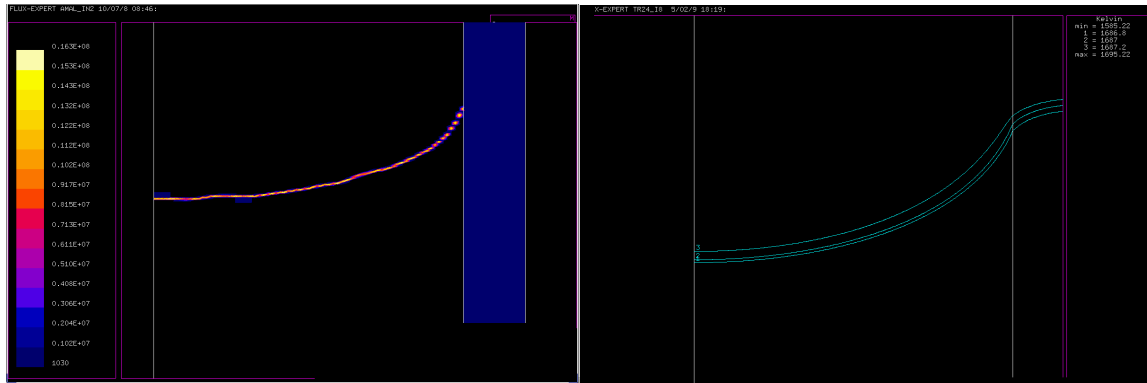 FLUX-EXPERT AMAL_IN2 10/07/8 08:46:
0.163E+08
0.153E+08
0.143E+08
0.132E+08
0.122E+08
0.112E+08
0.102E+08
0.917E+07
0.815E+07
0.713E+07
0.611E+07
0.510E+07
0.408E+07
0.306E+07
0.204E+07
0.102E+07
1030
X-EXPERT TRZ4_I8 5/02/9 18:19:
Kelvin
min = 1585.22
1 = 1686.8
2 = 1687
3 = 1687.2
max = 1695.22
3
2
1